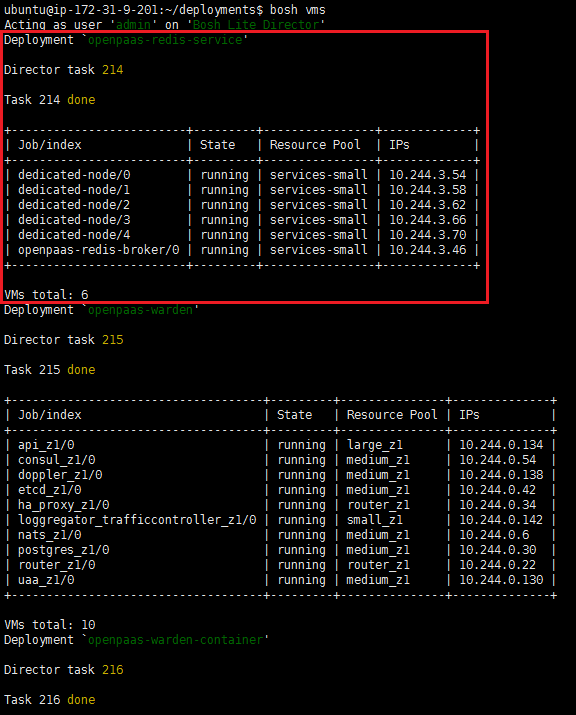 ubuntu@ip-172-31-9-201:~/deployments$ bosh vms
Acting as user 'admin' on 'Bosh Lite Director'
Deployment `openpaas-redis-service'
Director task 214
Task 214 done
+------------------------+---------+----------------+-------------+
| Job/index              | State   | Resource Pool  | IPs         |
+------------------------+---------+----------------+-------------+
| dedicated-node/0       | running | services-small | 10.244.3.54 |
| dedicated-node/1       | running | services-small | 10.244.3.58 |
| dedicated-node/2       | running | services-small | 10.244.3.62 |
| dedicated-node/3       | running | services-small | 10.244.3.66 |
| dedicated-node/4       | running | services-small | 10.244.3.70 |
| openpaas-redis-broker/0 | running | services-small | 10.244.3.46 |
+------------------------+---------+----------------+-------------+
VMs total: 6
Deployment `openpaas-warden'
Director task 215
Task 215 done
+-----------------------------------+---------+---------------+--------------+
| Job/index                         | State   | Resource Pool | IPs          |
+-----------------------------------+---------+---------------+--------------+
| api_z1/0                          | running | large_z1      | 10.244.0.134 |
| consul_z1/0                       | running | medium_z1     | 10.244.0.54  |
| doppler_z1/0                      | running | medium_z1     | 10.244.0.138 |
| etcd_z1/0                         | running | medium_z1     | 10.244.0.42  |
| ha_proxy_z1/0                     | running | router_z1     | 10.244.0.34  |
| loggregator_trafficcontroller_z1/0 | running | small_z1      | 10.244.0.142 |
| nats_z1/0                         | running | medium_z1     | 10.244.0.6   |
| postgres_z1/0                     | running | medium_z1     | 10.244.0.30  |
| router_z1/0                       | running | router_z1     | 10.244.0.22  |
| uaa_z1/0                          | running | medium_z1     | 10.244.0.130 |
+-----------------------------------+---------+---------------+--------------+
VMs total: 10
Deployment `openpaas-warden-container'
Director task 216
Task 216 done